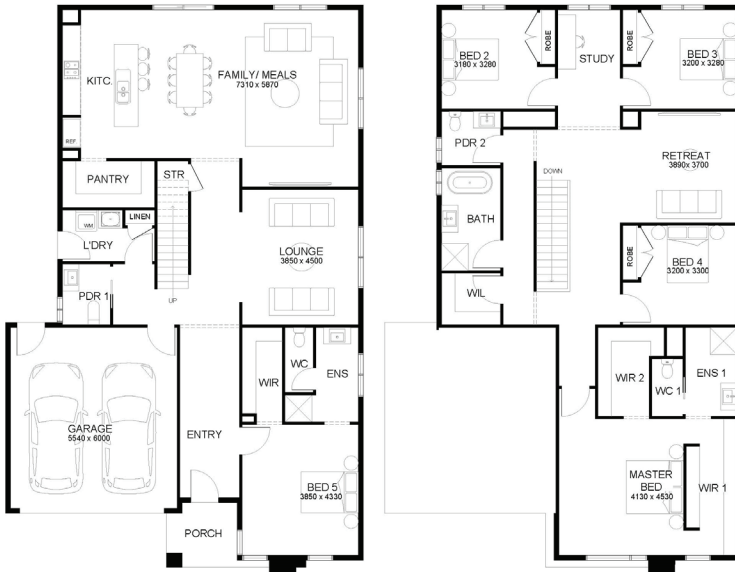 KITC.
FAMILY/ MEALS
7310 x 5870
REF
PANTRY
STR
LINEN
WM
L'DRY
LOUNGE
3850 x 4500
PDR 1
UP
WIR
WC
ENS
GARAGE
5540 x 6000
ENTRY
BED 5
3850 x 4330
PORCH
BED 2
3180 x 3280
ROBE
STUDY
ROBE
BED 3
3200 x 3280
PDR 2
RETREAT
3890x 3700
DOWN
BATH
ROBE
BED 4
3200 x 3300
WIL
WIR 2
WC 1
ENS 1
MASTER
BED
4130 x 4530
WIR 1